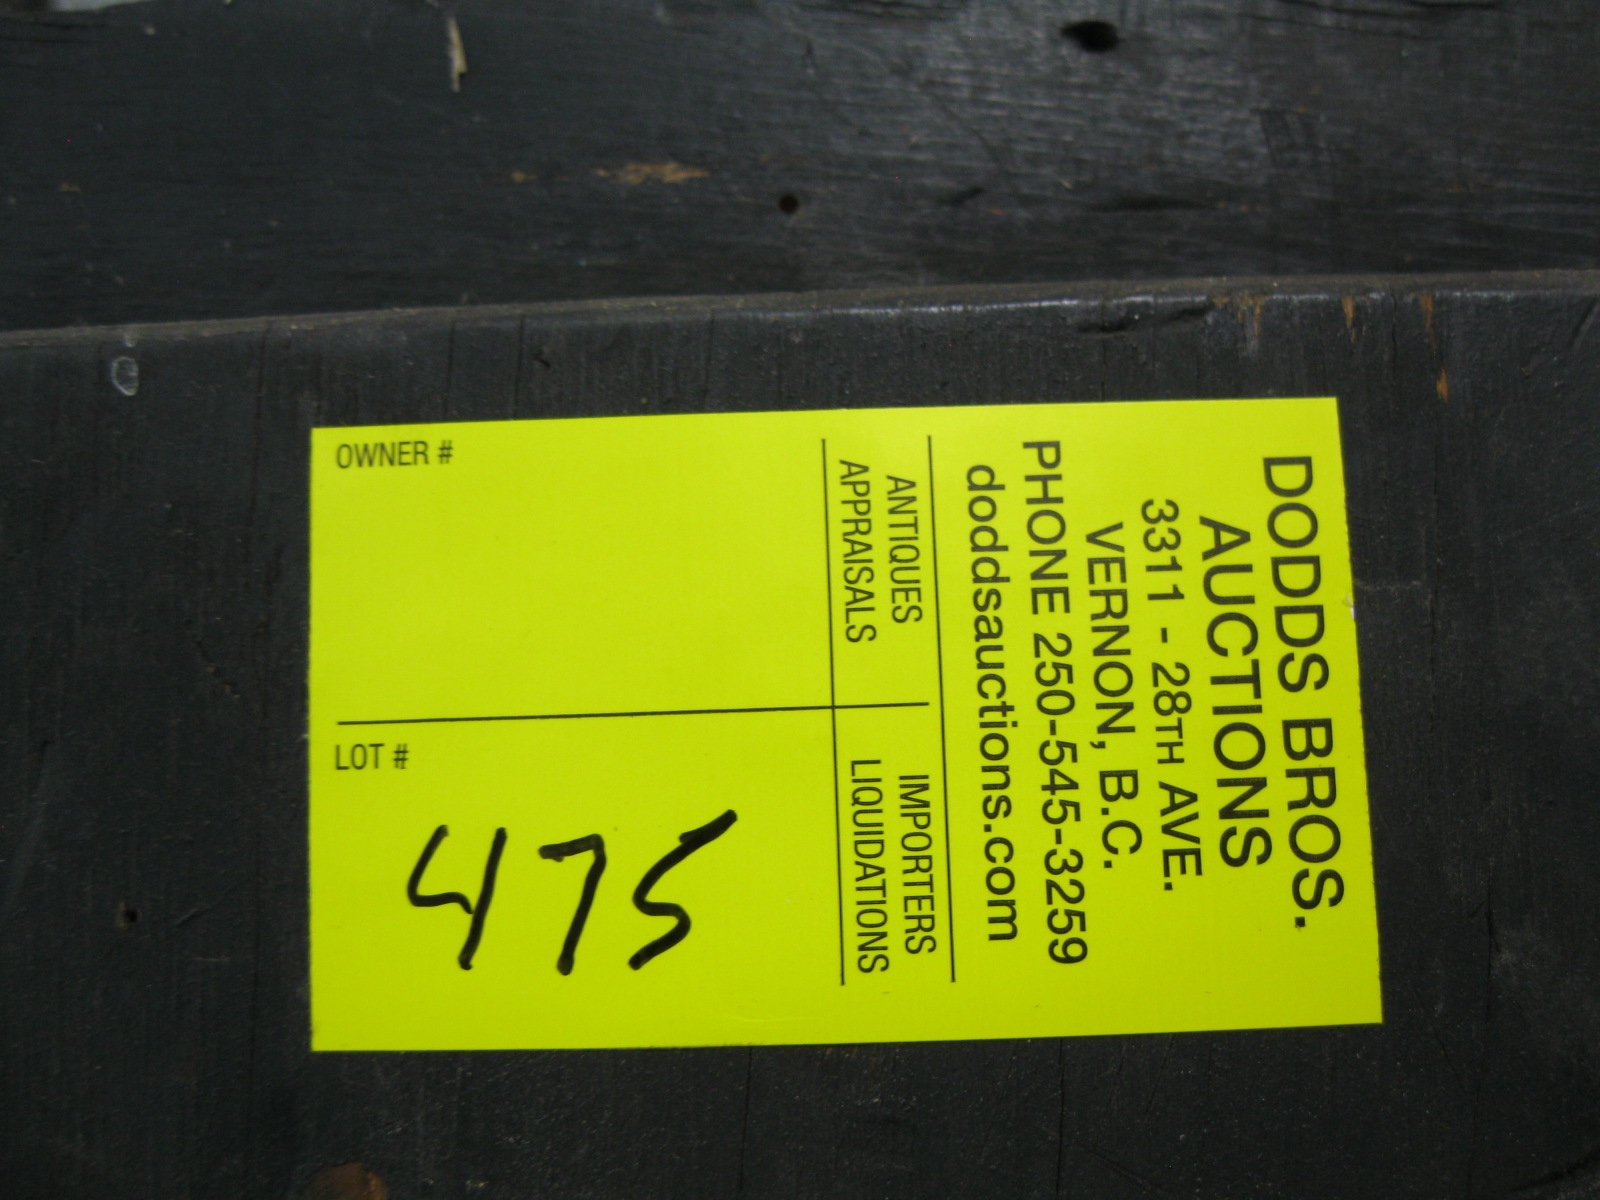 DODDS BROS.
AUCTIONS
3311 - 28TH AVE.
VERNON, B.C.
PHONE 250-545-3259
doddsauctions.com
ANTIQUES
APPRAISALS
IMPORTERS
LIQUIDATIONS
OWNER #
LOT #
475